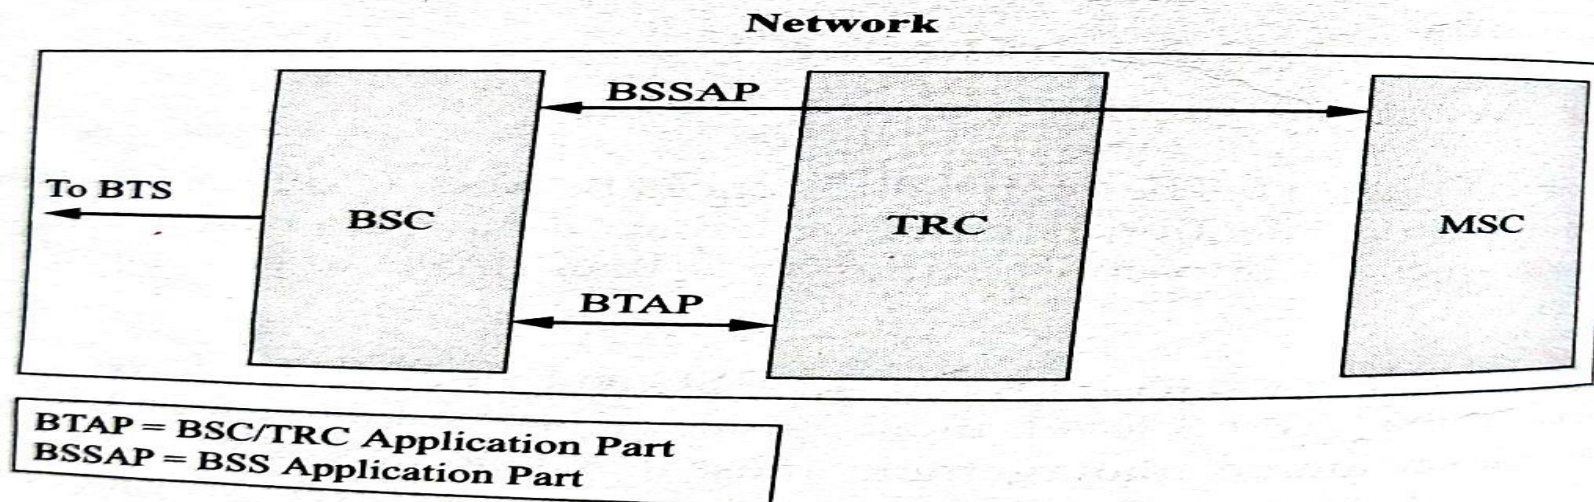 Network
BSSAP
To BTS
BSC
TRC
MSC
BTAP
BTAP = BSC/TRC Application Part
BSSAP = BSS Application Part